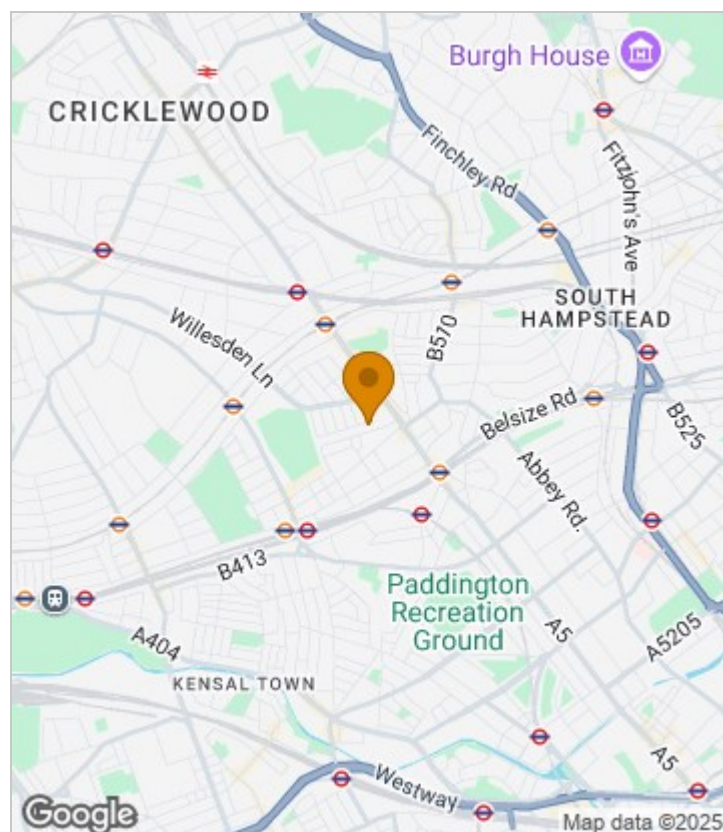 Burgh House
CRICKLEWOOD
Finchley Rd
Fitzjohn's Ave
SOUTH
HAMPSTEAD
Willesden Ln
B510
Belsize Rd
B525
Abbey Rd.
B413
Paddington
Recreation
Ground
A5
A5205
A404
KENSAL TOWN
A5
Westway
Google
Map data ©2025